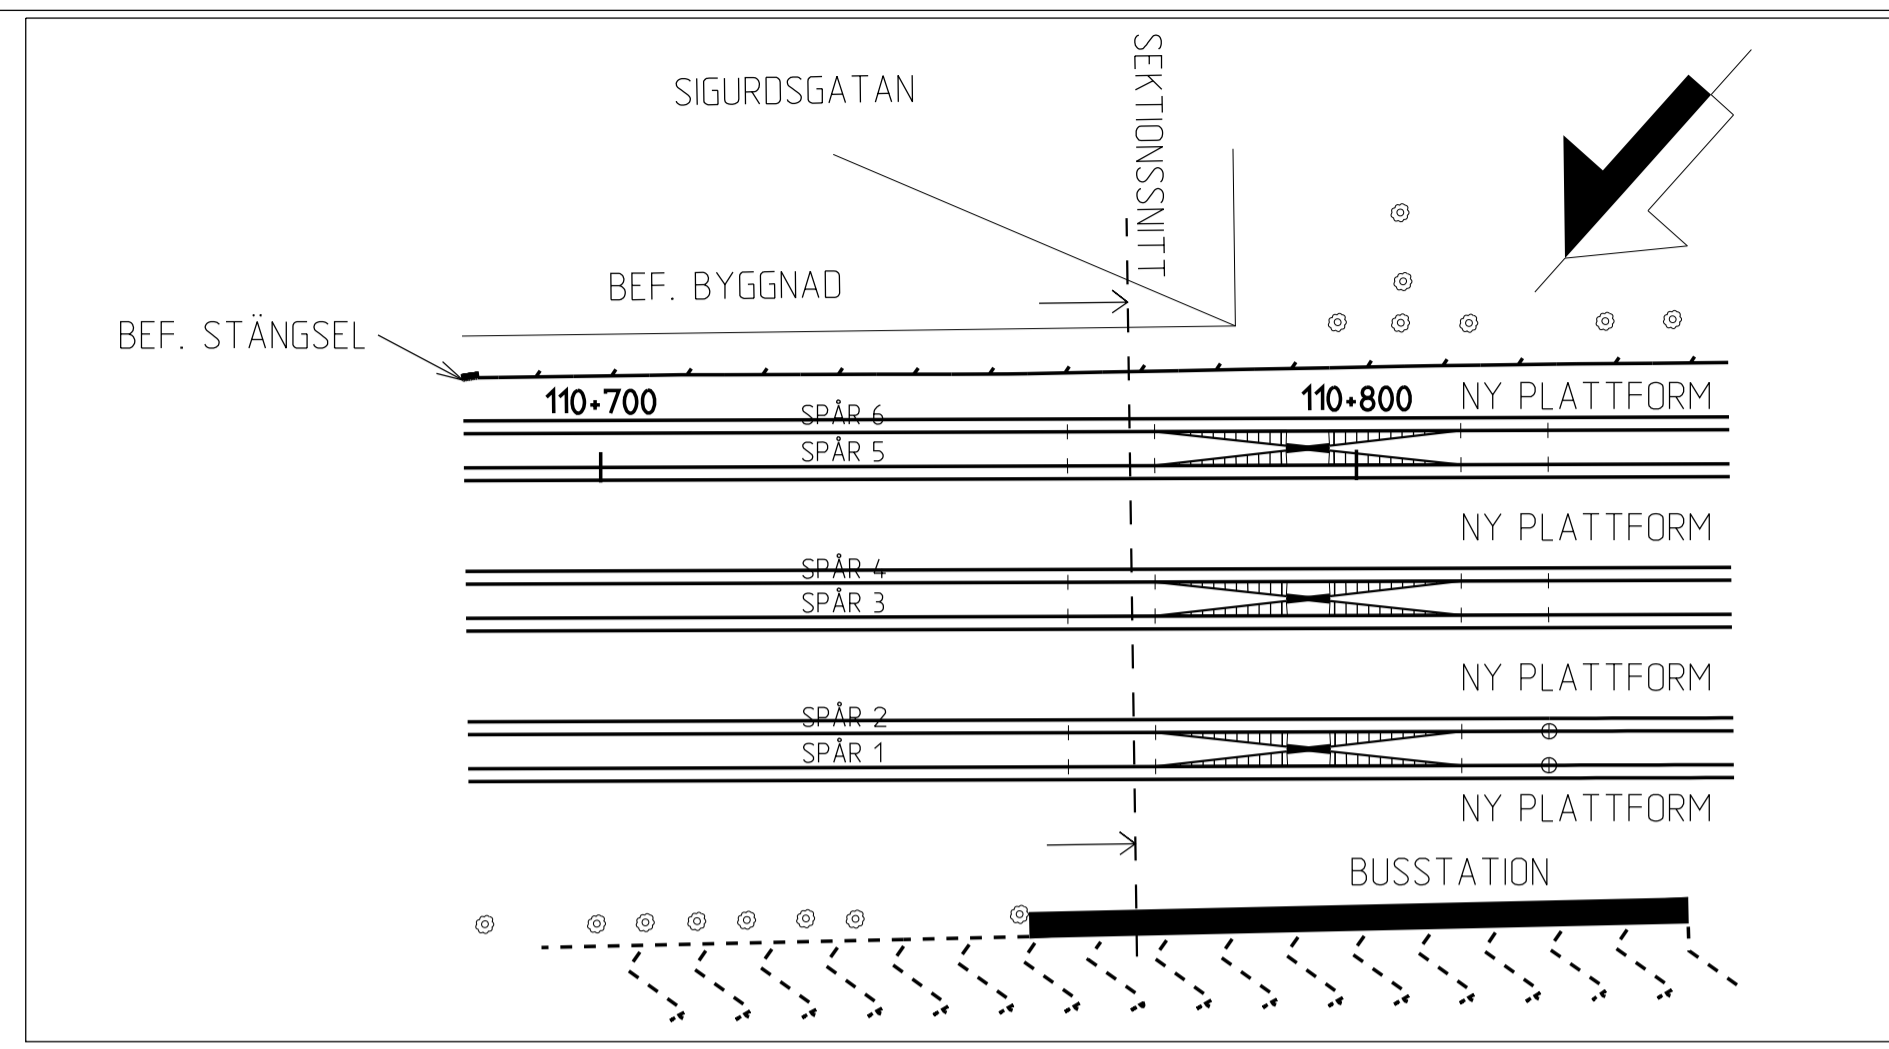 SEKTIONSSNITT
SIGURDSGATAN
BEF. BYGGNAD
BEF. STÄNGSEL
110+700
110+800
NY PLATTFORM
SPÅR 6
SPÅR 5
NY PLATTFORM
SPÅR 4
SPÅR 3
NY PLATTFORM
SPÅR 2
SPÅR 1
NY PLATTFORM
BUSSTATION